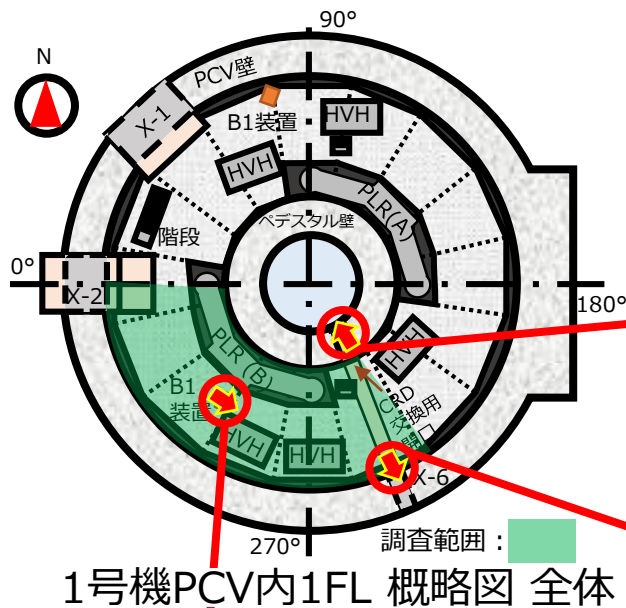 90°
N
PCV壁
X-1
B1装置
HVH
HVH
PLR(A)
階段
ペデスタル壁
0°
X-2
180°
PLR (B)
HVH
B1
装置
CRD
交換用
開口
HVH
HVH
X-6
270°
調査範囲：
1号機PCV内1FL 概略図 全体